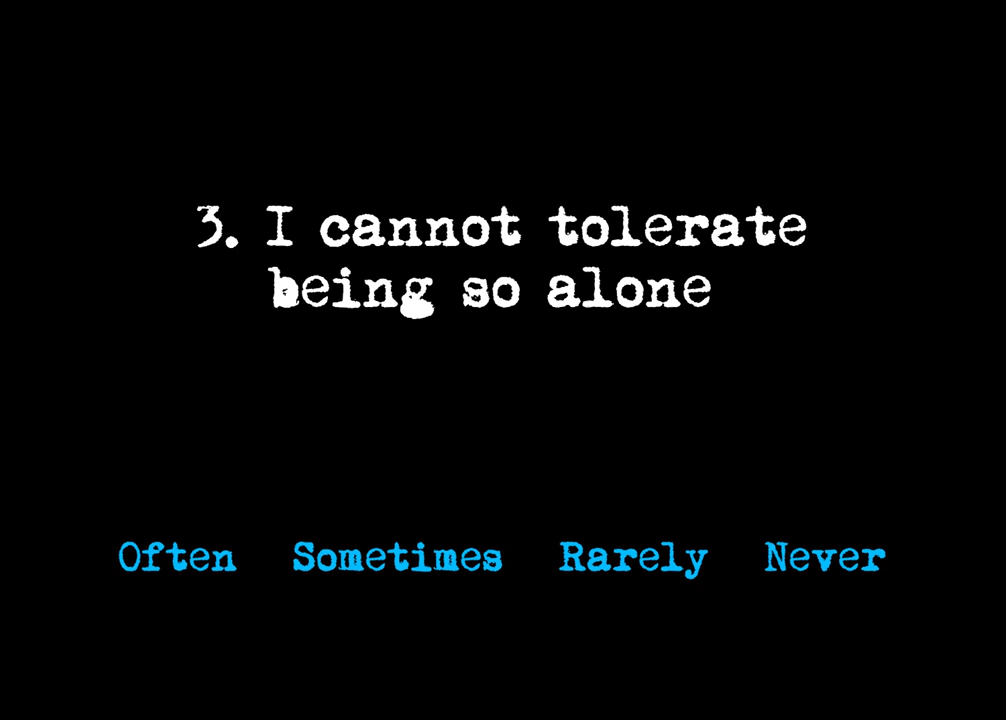 3. I cannot tolerate
being so alone
Often Sometimes Rarely Never